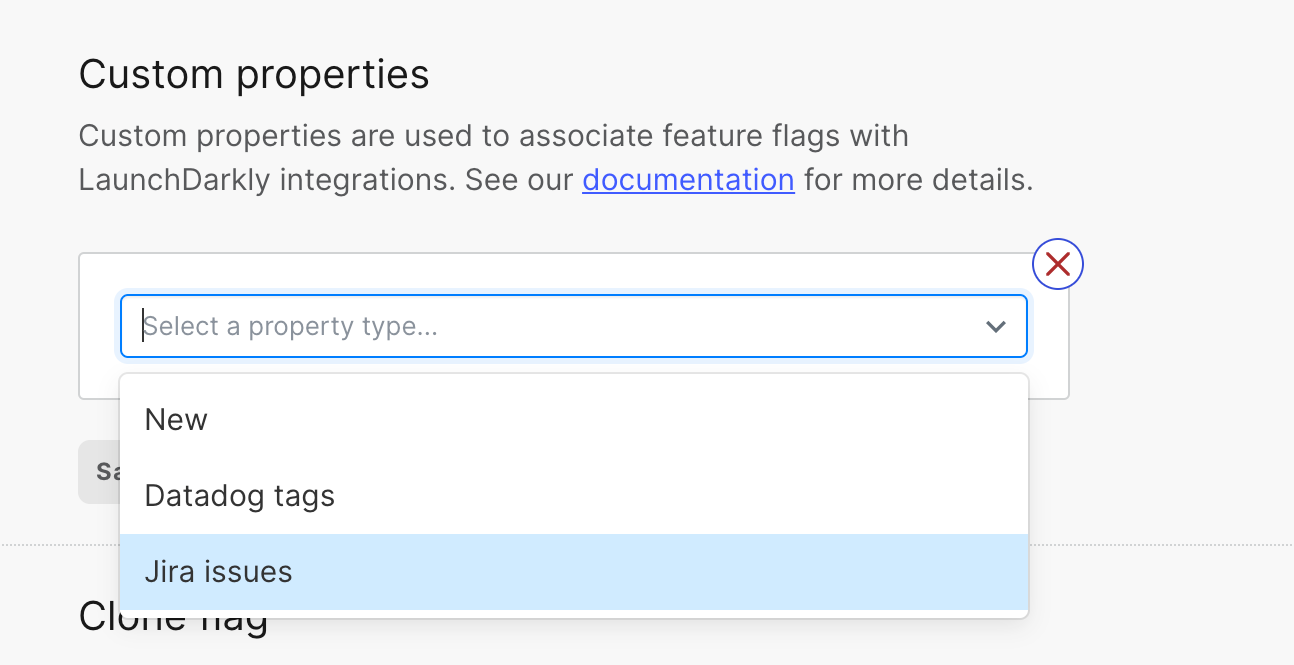 Custom properties
Custom properties are used to associate feature flags with
LaunchDarkly integrations. See our documentation for more details.
Select a property type...
New
Sa
Datadog tags
Jira issues
Clone flag